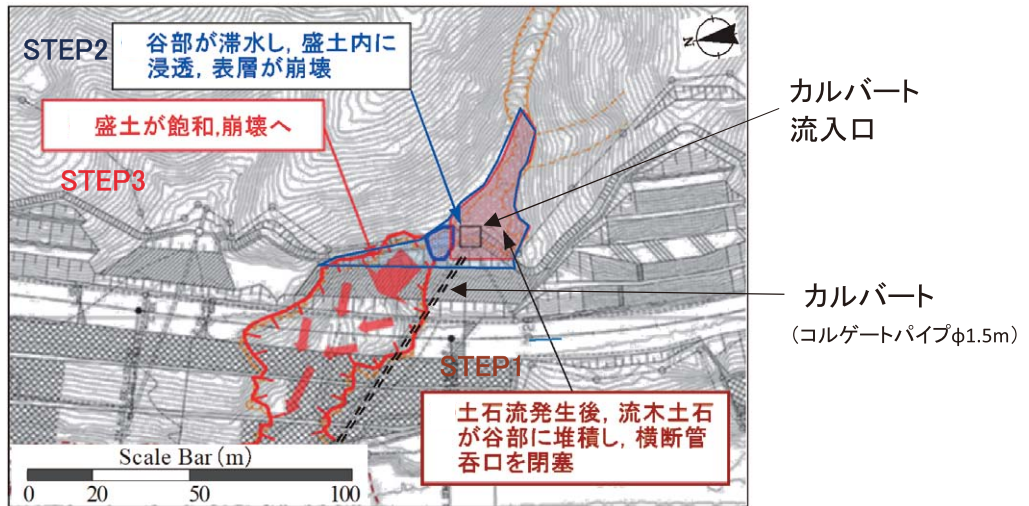 STEP2
谷部が滞水し，盛土内に
浸透，表層が崩壊
N
盛土が飽和,崩壊へ
STEP3
カルバート
流入口
カルバート
（コルゲートパイプφ1.5m）
STEP1
土石流発生後，流木土石
が谷部に堆積し，横断管
呑口を閉塞
Scale Bar（m）
0 20 50 100